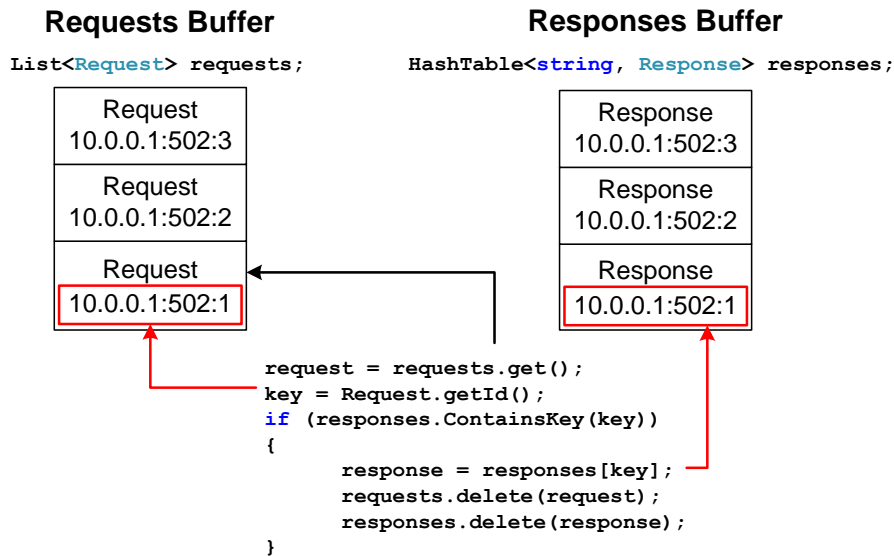 Requests Buffer
List<Request> requests;
Request
10.0.0.1:502:3
Request
10.0.0.1:502:2
Request
10.0.0.1:502:1
Responses Buffer
HashTable<string, Response> responses;
Response
10.0.0.1:502:3
Response
10.0.0.1:502:2
Response
10.0.0.1:502:1
request = requests.get();
key = Request.getId();
if (responses.ContainsKey(key))
{
response = responses[key];
requests.delete(request);
responses.delete(response);
}